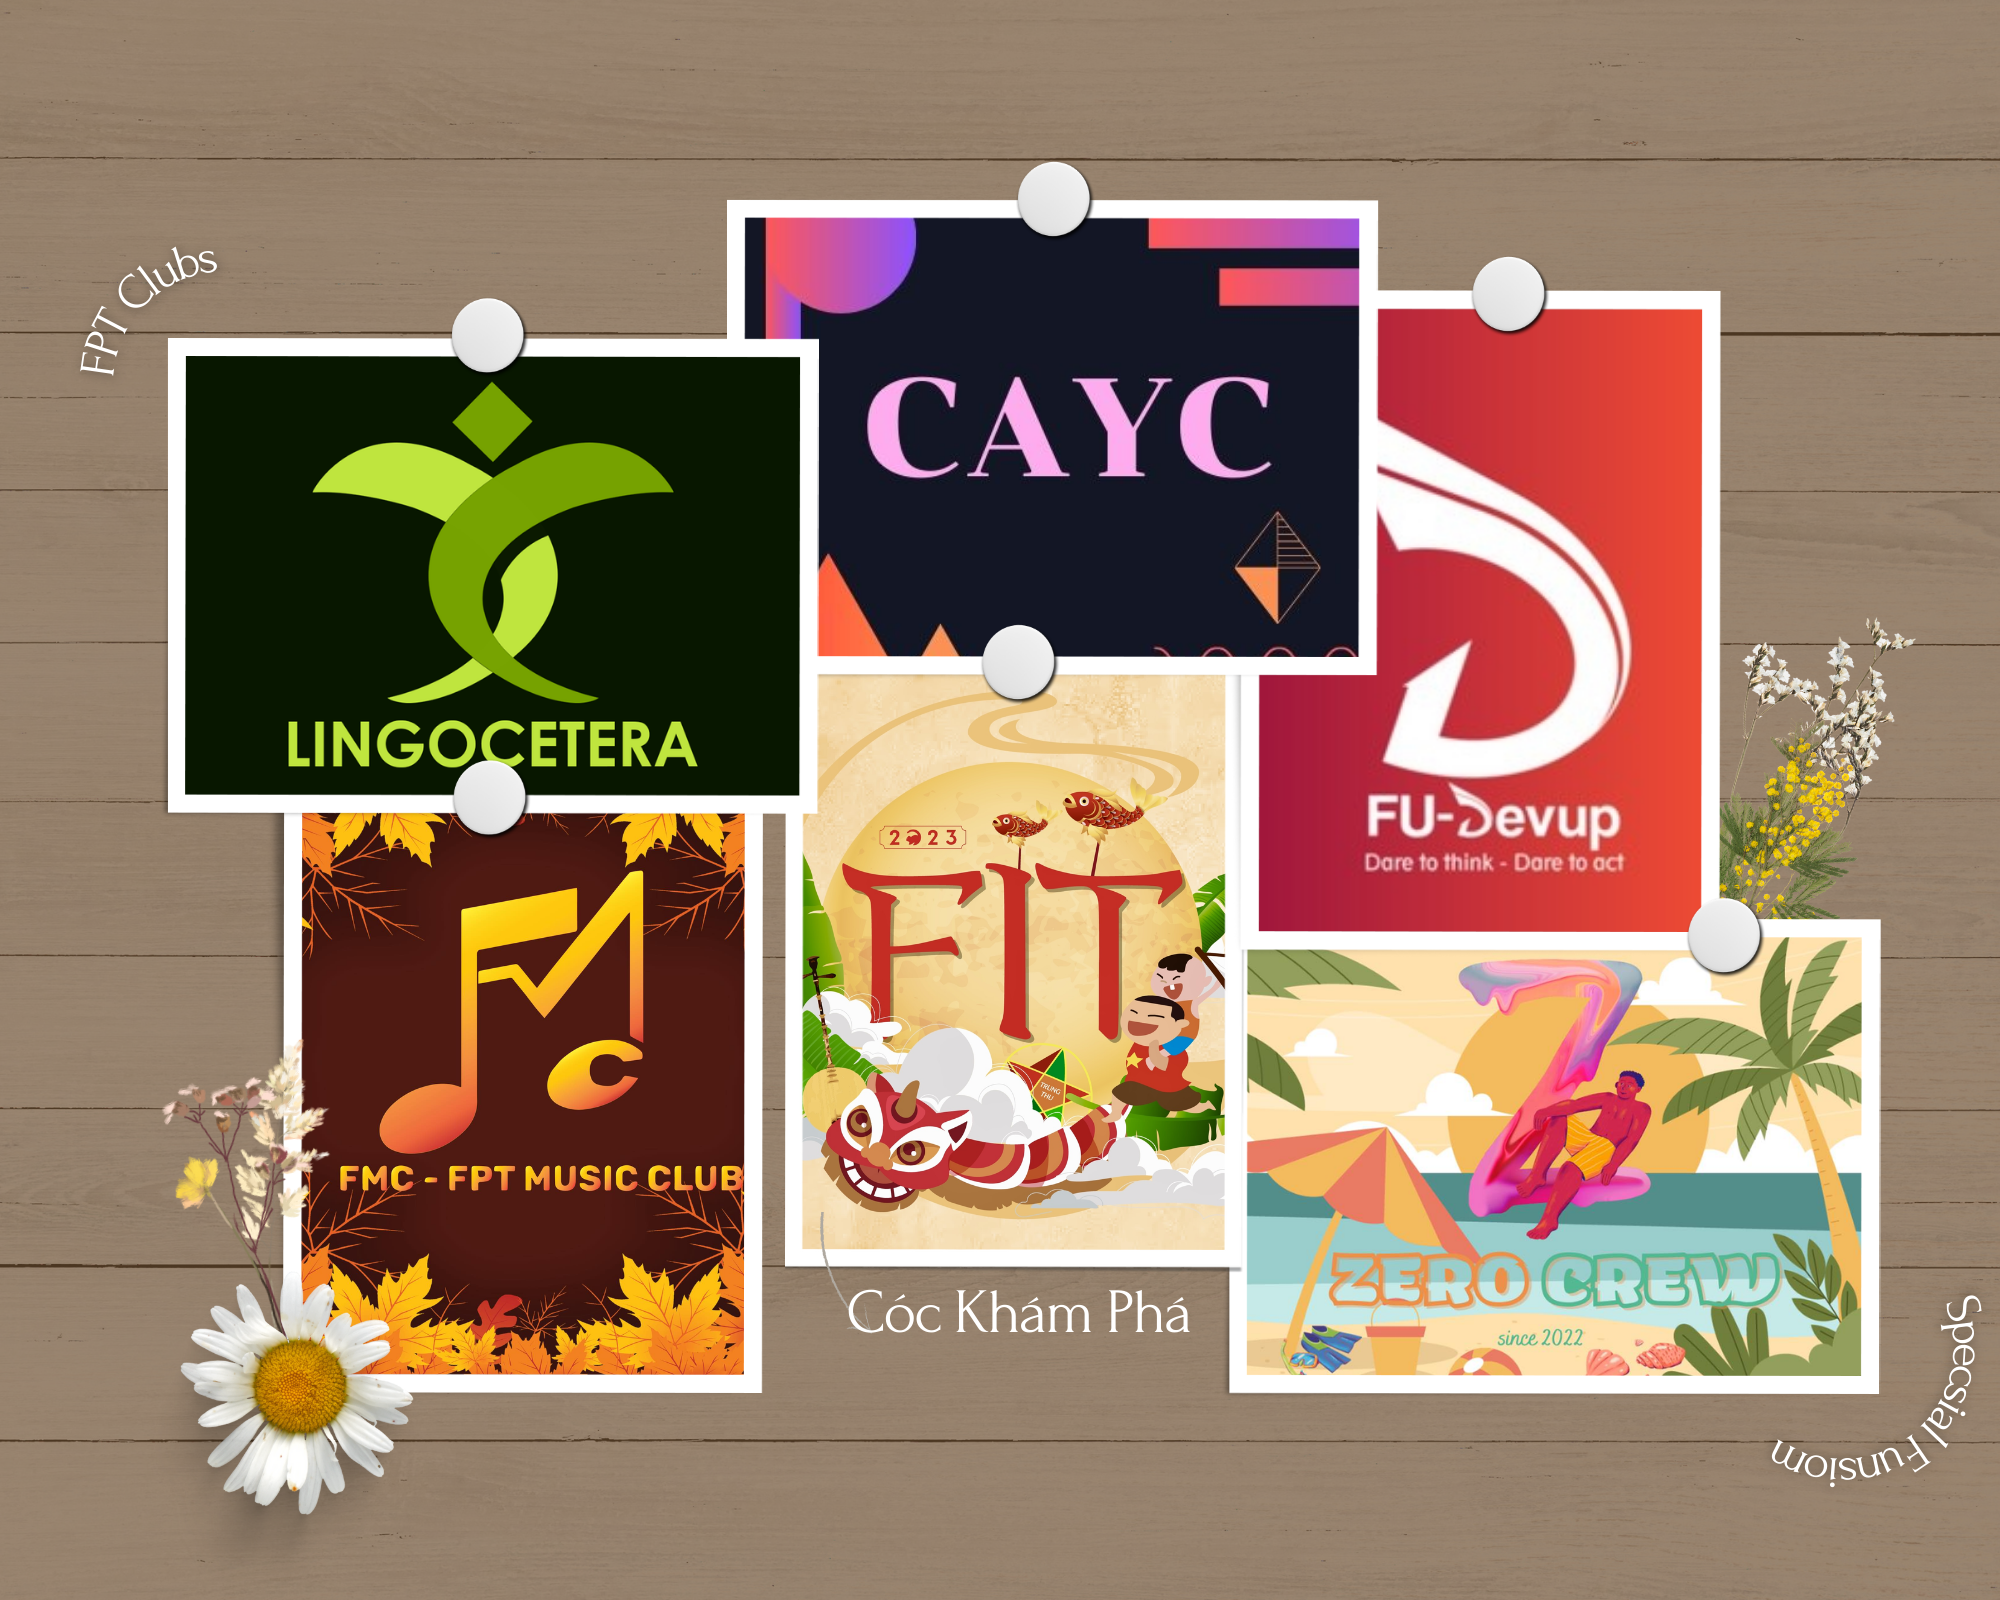 FPT Clubs
CAYC
LINGOCETERA
FU-Devup
Dare to think - Dare to act
2023
FIT
TRUNG
THU
FMC
FMC - FPT MUSIC CLUB
Z
ZERO CREW
since 2022
Cóc Khám Phá
Specsial Funsiom